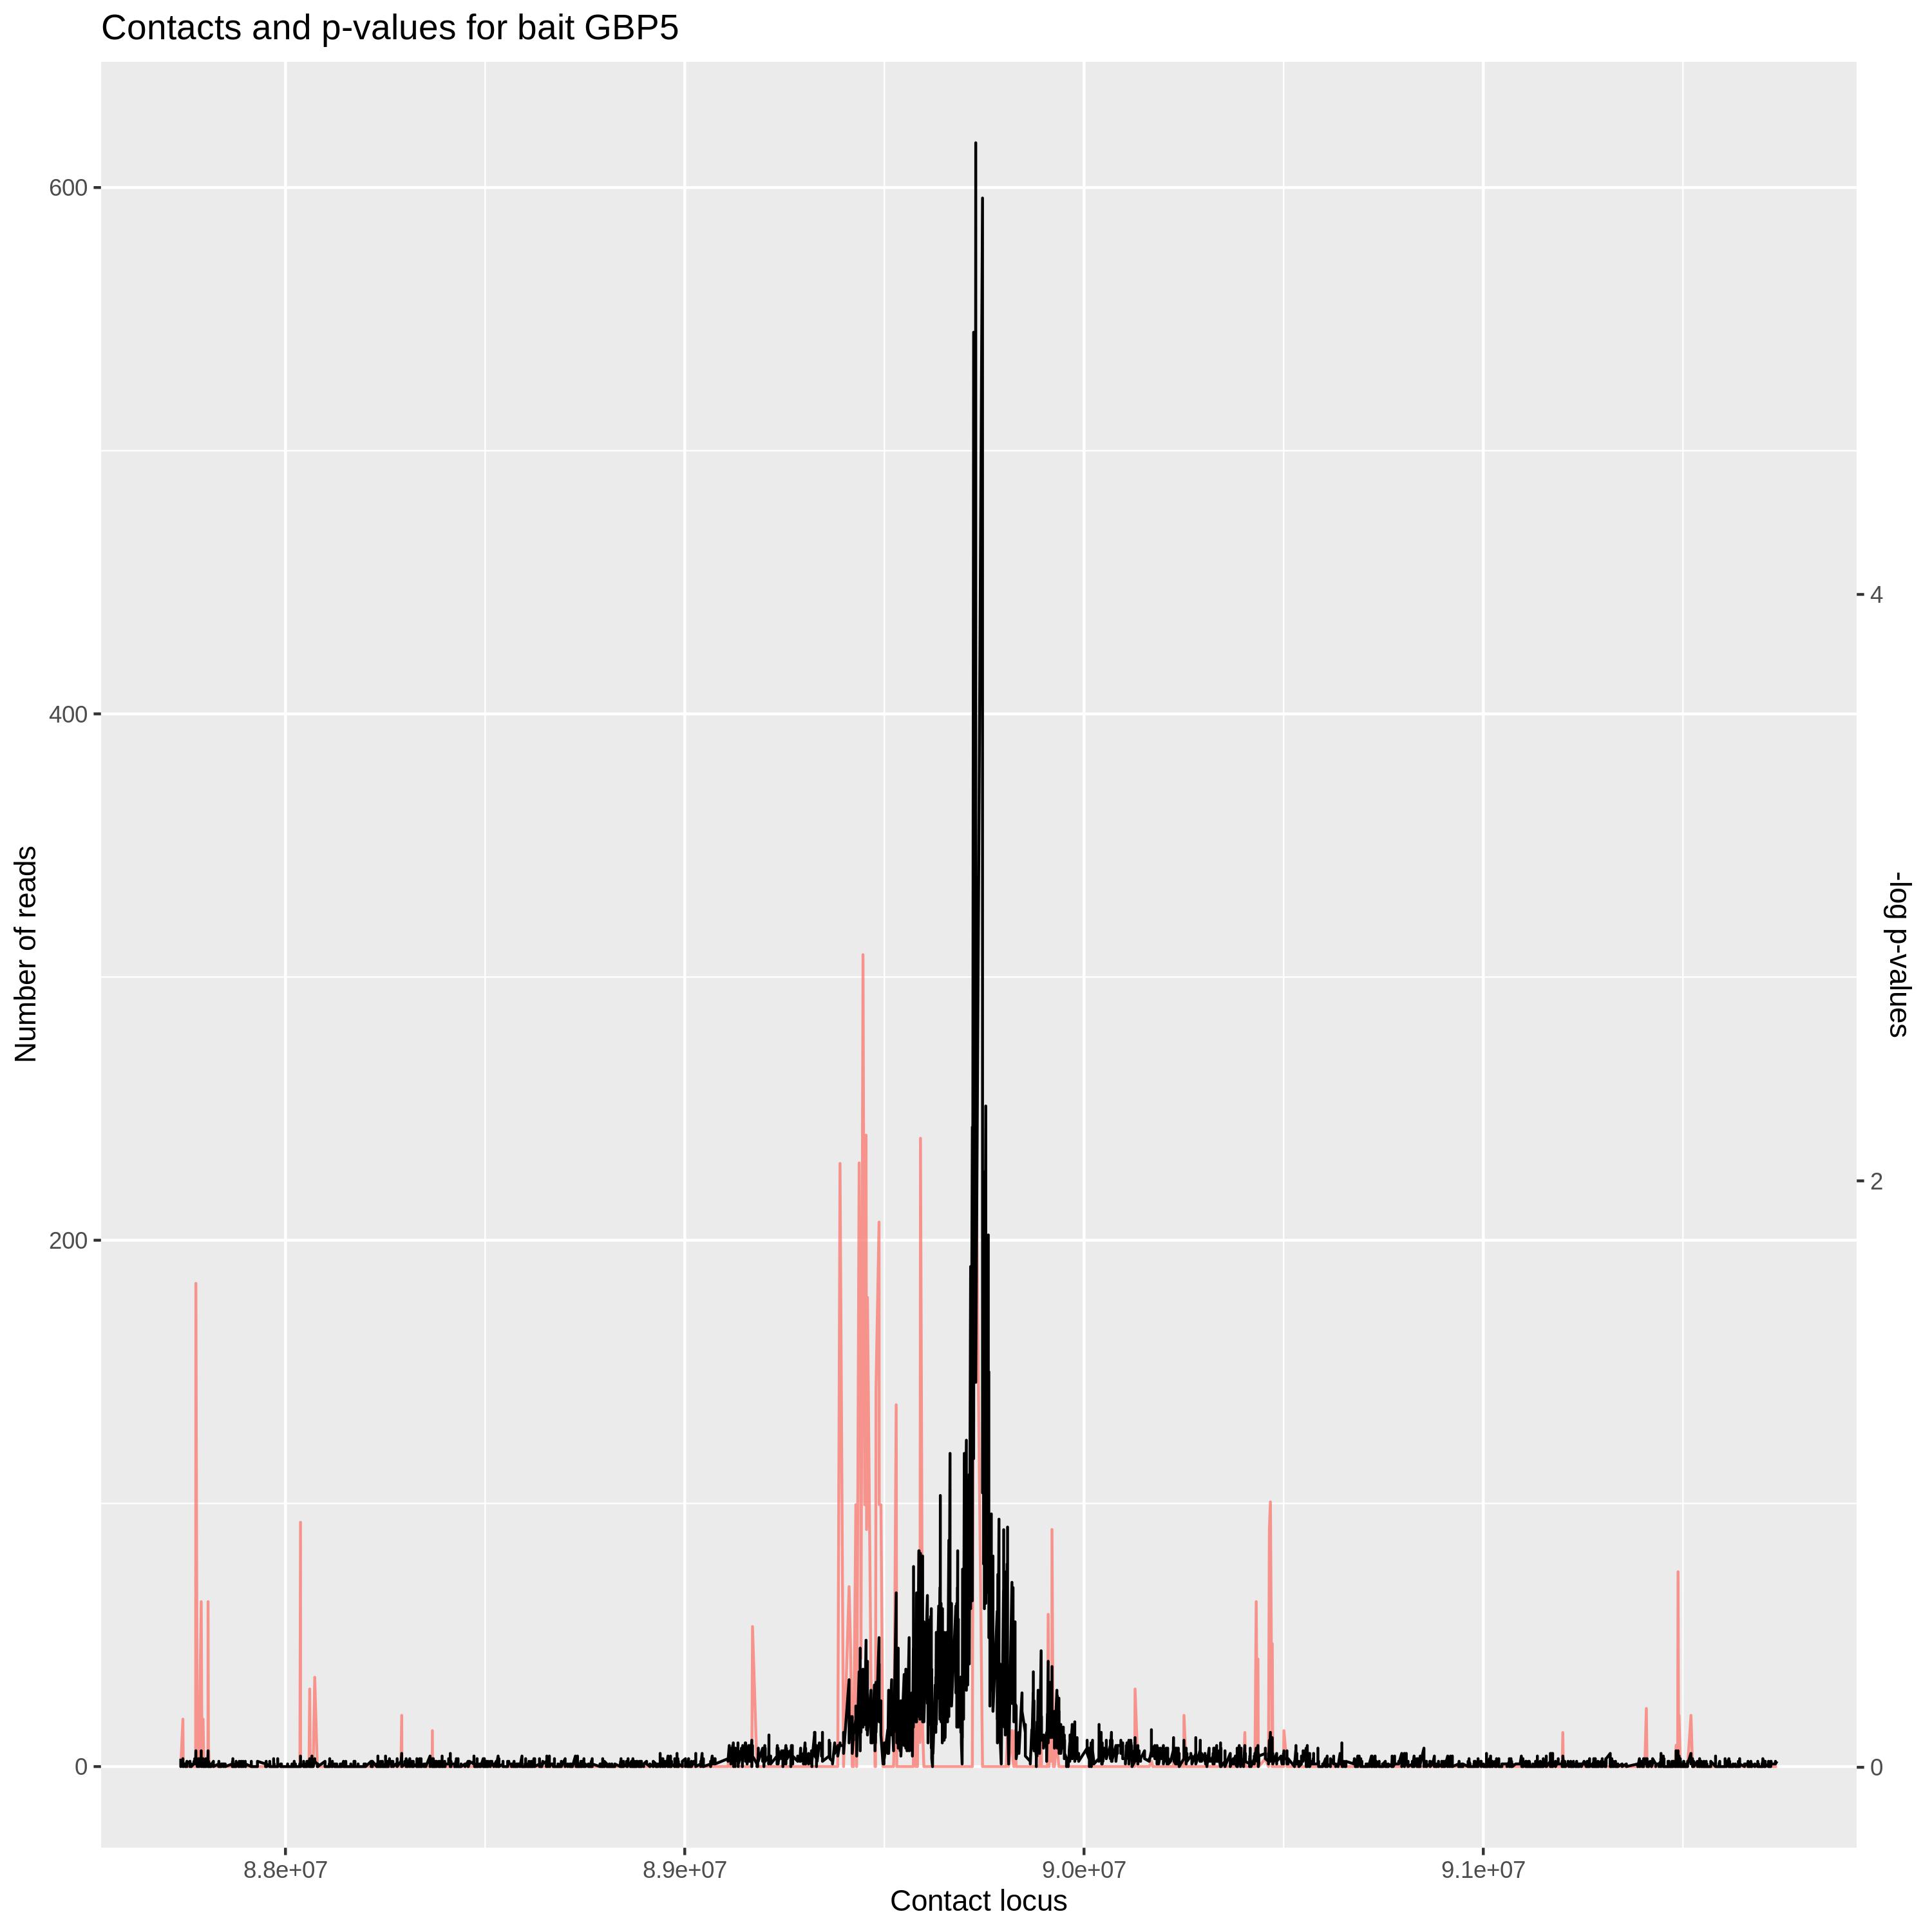 Contacts and p-values for bait GBP5
600
400
200
0
Number of reads
4
2
0
-log p-values
8.8e+07
8.9e+07
9.0e+07
9.1e+07
Contact locus